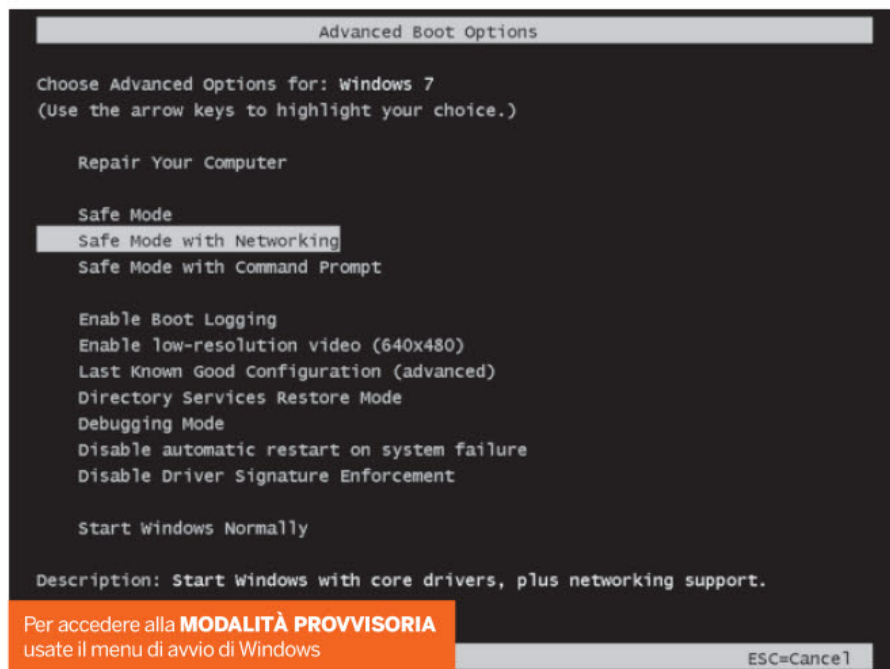 Advanced Boot Options
Choose Advanced Options for: Windows 7
(Use the arrow keys to highlight your choice.)
Repair Your Computer
Safe Mode
Safe Mode with Networking
Safe Mode with Command Prompt
Enable Boot Logging
Enable low-resolution video (640x480)
Last Known Good Configuration (advanced)
Directory Services Restore Mode
Debugging Mode
Disable automatic restart on system failure
Disable Driver Signature Enforcement
Start Windows Normally
Description: Start Windows with core drivers, plus networking support.
Per accedere alla MODALITÀ PROVVISORIA
usate il menu di avvio di Windows
ESC=Cancel